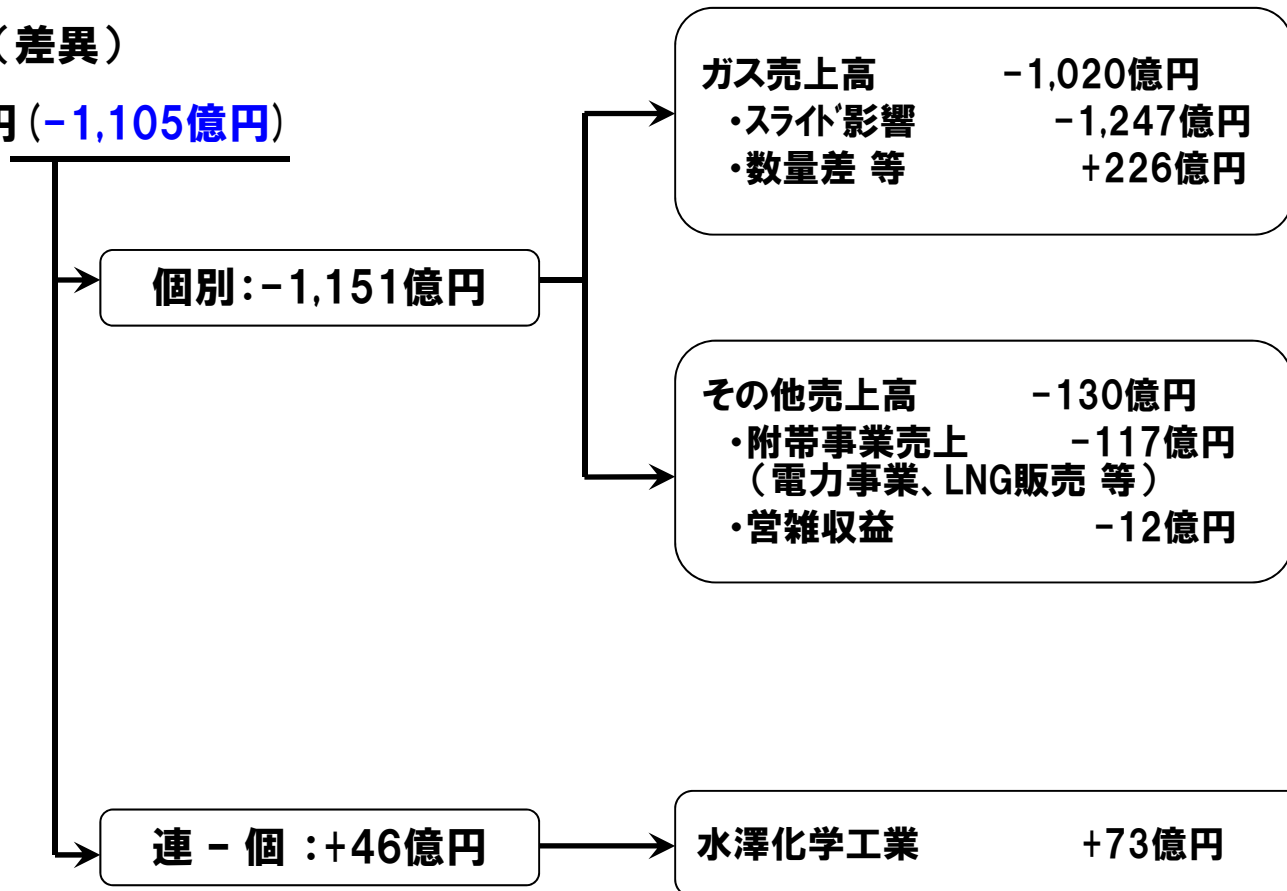 （差異）
円(-1,105億円)
個別：-1,151億円
ガス売上高 -1,020億円
・スライド影響 -1,247億円
・数量差 等 +226億円
その他売上高 -130億円
・附帯事業売上 -117億円
（電力事業、LNG販売 等）
・営雑収益 -12億円
連 - 個 ：+46億円
水澤化学工業 +73億円